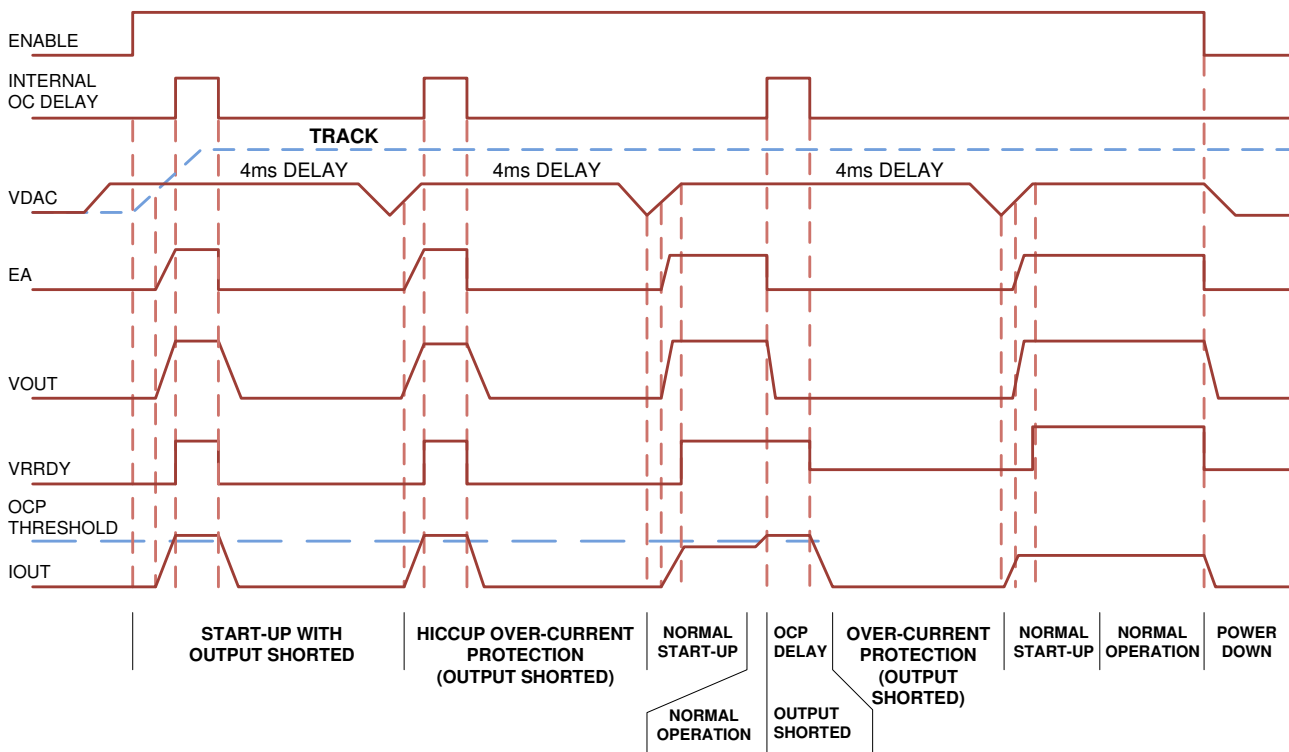 ENABLE
INTERNAL
OC DELAY
TRACK
4ms DELAY
4ms DELAY
4ms DELAY
VDAC
EA
VOUT
VRRDY
OCP
THRESHOLD
IOUT
START-UP WITH
OUTPUT SHORTED
HICCUP OVER-CURRENT
PROTECTION
(OUTPUT SHORTED)
NORMAL
START-UP
OCP
DELAY
OVER-CURRENT
PROTECTION
(OUTPUT
SHORTED)
NORMAL
START-UP
NORMAL
OPERATION
POWER
DOWN
NORMAL
OPERATION
OUTPUT
SHORTED